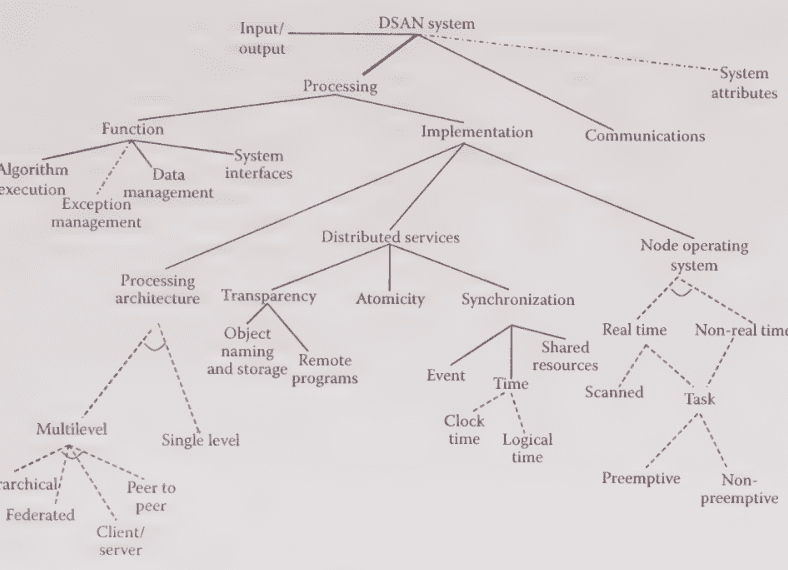 DSAN system
Input/
output
System
attributes
Processing
Function
Implementation
Communications
Algorithm
execution
Data
management
System
interfaces
Exception
management
Distributed services
Node operating
system
Processing
architecture
Transparency
Atomicity
Synchronization
Real time
Non-real time
Object
naming
and storage
Remote
programs
Event
Time
Shared
resources
Scanned
Task
Clock
time
Logical
time
Multilevel
Single level
Preemptive
Non-
preemptive
rarchical
Federated
Client/
server
Peer to
peer